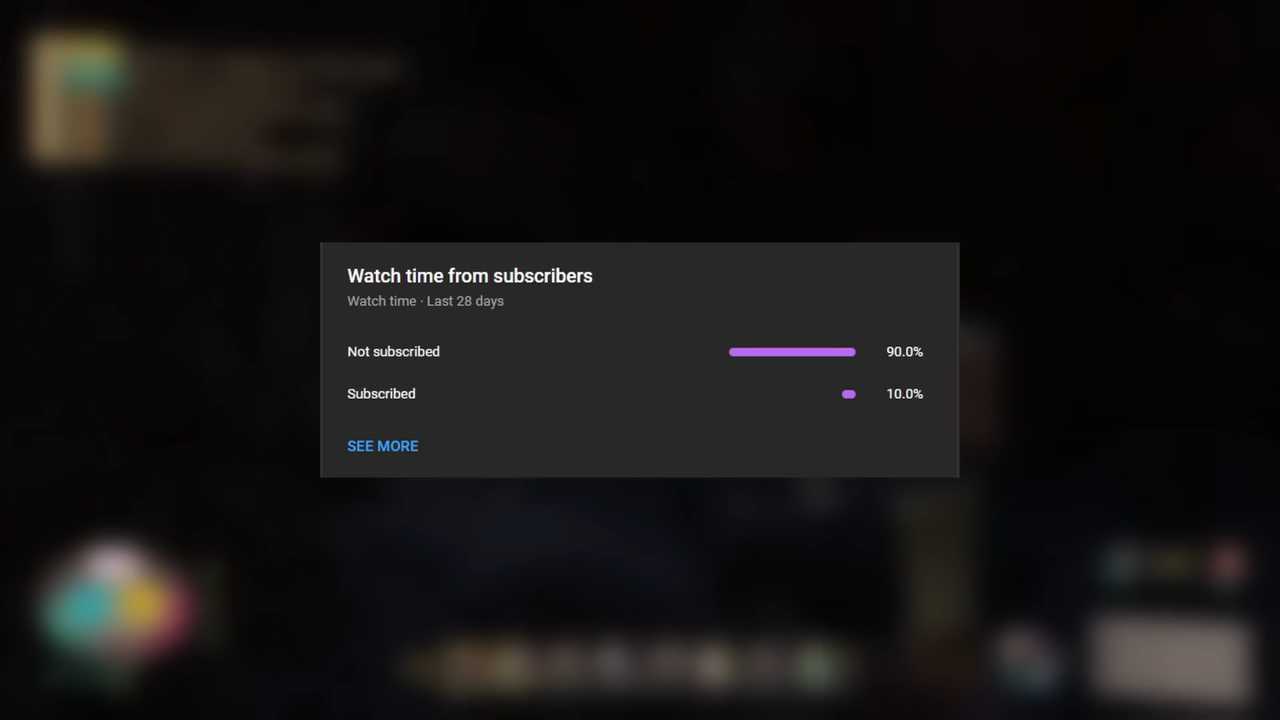 Watch time from subscribers
Watch time · Last 28 days
Not subscribed 90.0%
Subscribed 10.0%
SEE MORE